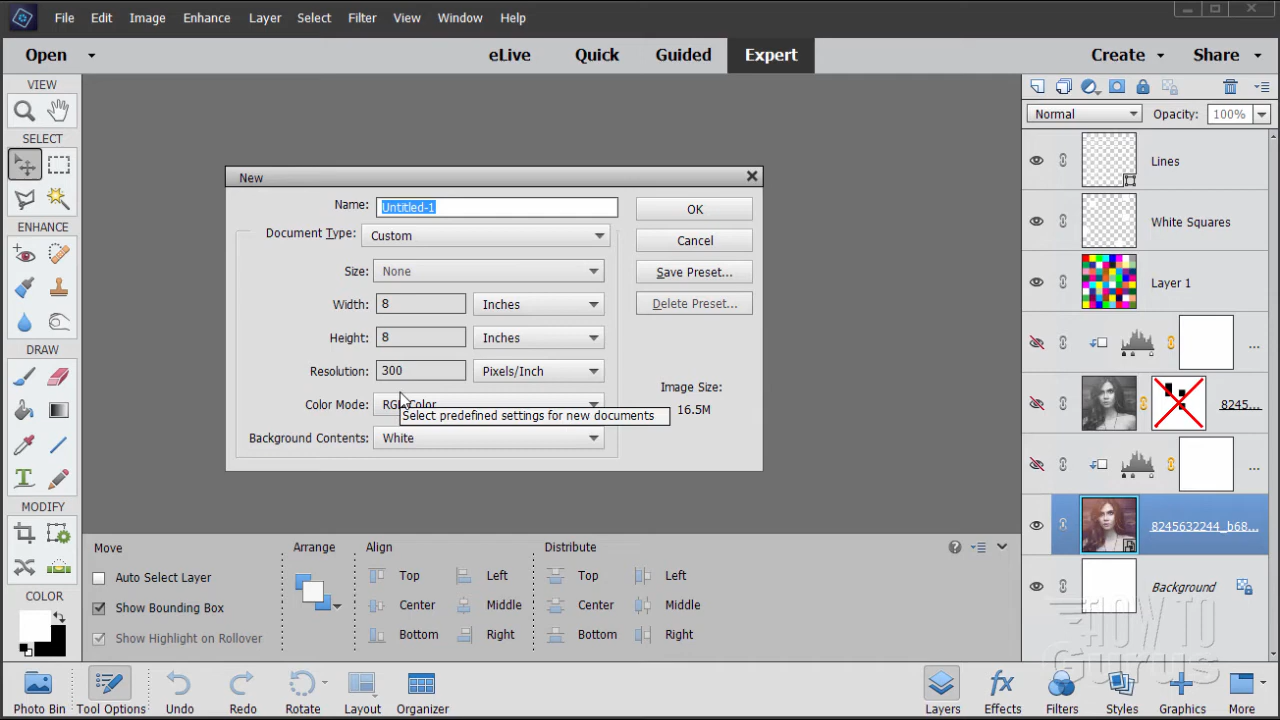 File Edit Image Enhance Layer Select Filter View Window Help
Open eLive Quick Guided Expert Create Share
VIEW
SELECT
ENHANCE
DRAW
MODIFY
COLOR
New
Name: Untitled-1 OK
Document Type: Custom Cancel
Size: None Save Preset...
Width: 8 Inches Delete Preset...
Height: 8 Inches
Resolution: 300 Pixels/Inch
Image Size:
16.5M
Color Mode: RGB Color
Select predefined settings for new documents
Background Contents: White
Normal Opacity: 100%
Lines
White Squares
Layer 1
...
8245...
...
8245632244_b68...
Background
Move Arrange Align Distribute
Auto Select Layer Top Left Top Left
Show Bounding Box Center Middle Center Middle
Show Highlight on Rollover Bottom Right Bottom Right
HOW TO
Gurus
Photo Bin Tool Options Undo Redo Rotate Layout Organizer Layers Effects Filters Styles Graphics More